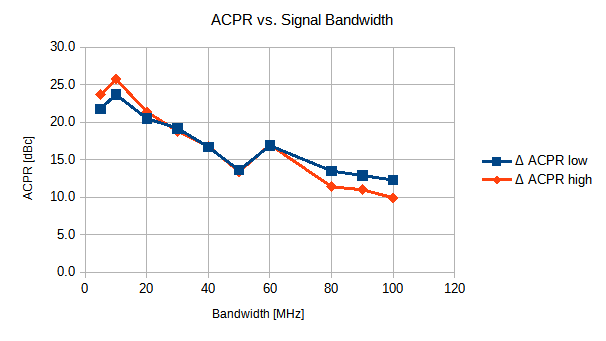 ACPR vs. Signal Bandwidth
30.0
25.0
20.0
15.0
10.0
5.0
0.0
ACPR [dBc]
0 20 40 60 80 100 120
Bandwidth [MHz]
Δ ACPR low
Δ ACPR high